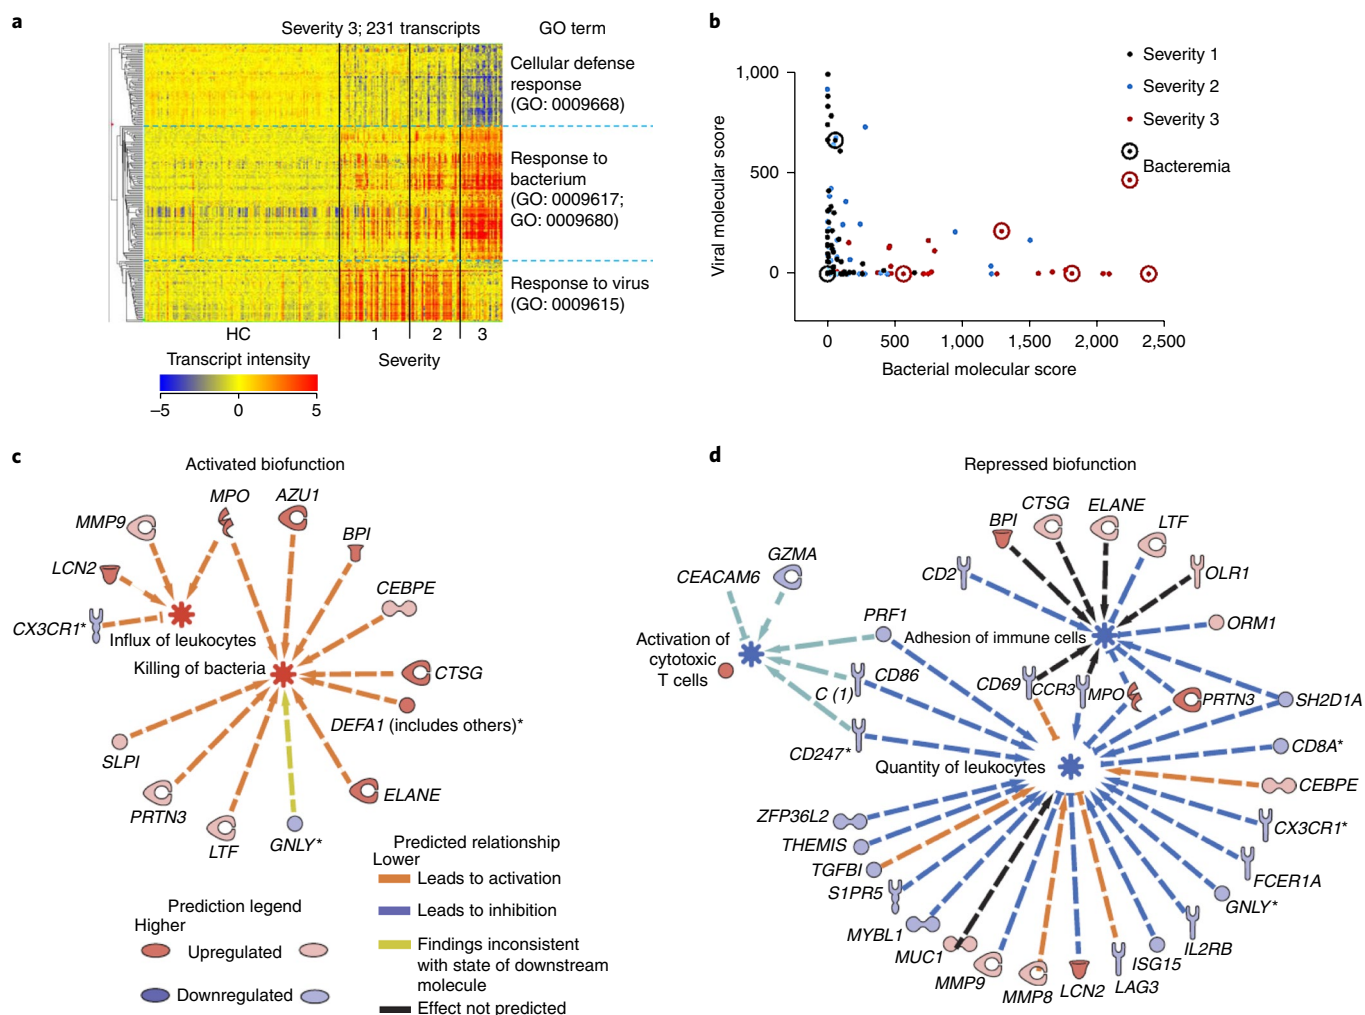 a
Severity 3; 231 transcripts
GO term
Cellular defense
response
(GO: 0009668)
Response to
bacterium
(GO: 0009617;
GO: 0009680)
Response to virus
(GO: 0009615)
HC
1
2
3
Transcript intensity
Severity
−5
0
5
b
Severity 1
Severity 2
Severity 3
Bacteremia
Viral molecular score
1,000
500
0
0
500
1,000
1,500
2,000
2,500
Bacterial molecular score
c
Activated biofunction
MPO
AZU1
MMP9
BPI
LCN2
CEBPE
CX3CR1*
Influx of leukocytes
Killing of bacteria
CTSG
DEFA1 (includes others)*
SLPI
ELANE
PRTN3
LTF
GNLY*
Predicted relationship
Lower
Leads to activation
Leads to inhibition
Findings inconsistent
with state of downstream
molecule
Effect not predicted
Prediction legend
Higher
Upregulated
Downregulated
d
Repressed biofunction
CTSG
ELANE
BPI
LTF
GZMA
CEACAM6
CD2
OLR1
PRF1
ORM1
Activation of
cytotoxic
T cells
Adhesion of immune cells
CD86
C (1)
CD69
CCR3
MPO
PRTN3
SH2D1A
CD247*
CD8A*
Quantity of leukocytes
CEBPE
ZFP36L2
CX3CR1*
THEMIS
TGFBI
FCER1A
S1PR5
GNLY*
MYBL1
IL2RB
MUC1
ISG15
MMP9
MMP8
LCN2
LAG3